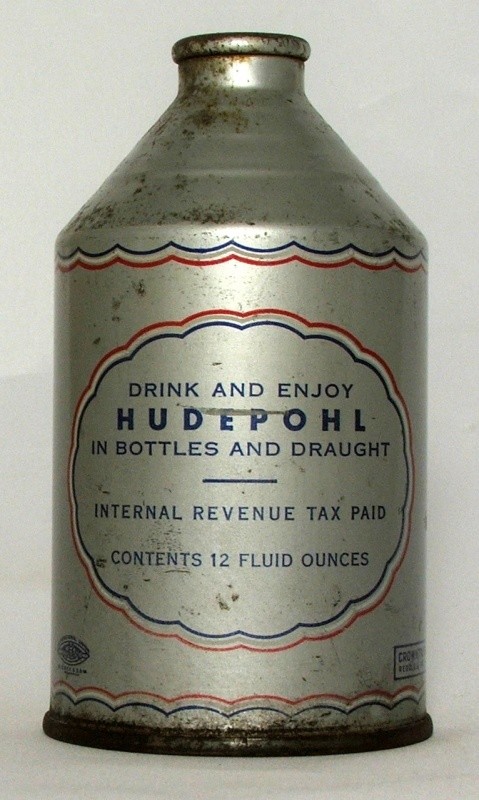 DRINK AND ENJOY
HUDEPOHL
IN BOTTLES AND DRAUGHT
INTERNAL REVENUE TAX PAID
CONTENTS 12 FLUID OUNCES